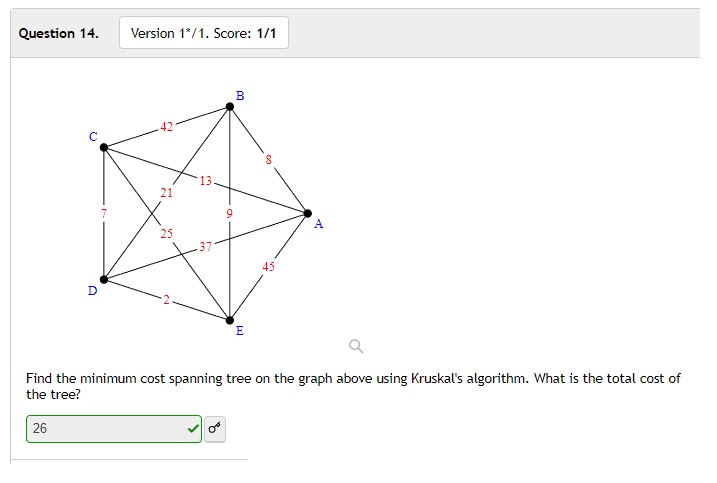 Question 14. Version 1*/1. Score: 1/1
B
42
C
8
13
21
7
9
A
25
37
45
D
2
E
Find the minimum cost spanning tree on the graph above using Kruskal's algorithm. What is the total cost of
the tree?
26